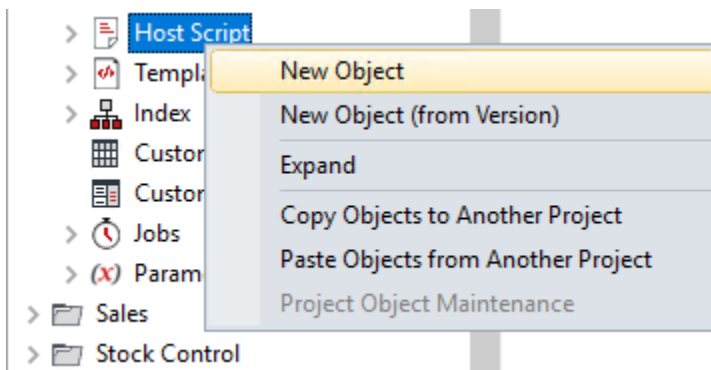 Host Script
New Object
Templa
New Object (from Version)
Index
Custor
Expand
Custor
Copy Objects to Another Project
Jobs
Paste Objects from Another Project
(x) Parame
Project Object Maintenance
Sales
Stock Control